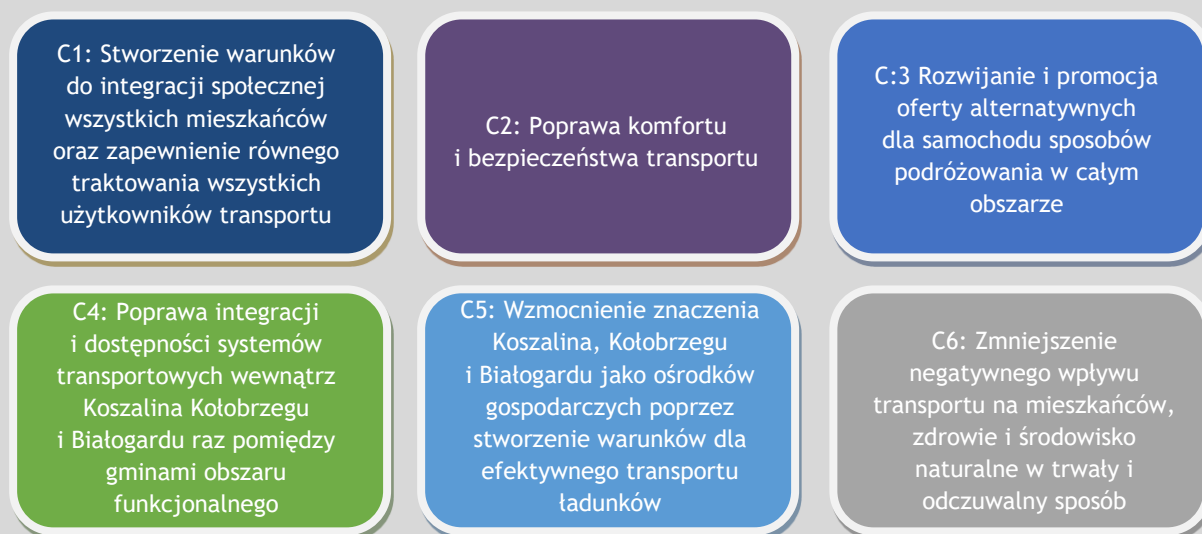 C1: Stworzenie warunków
do integracji społecznej
wszystkich mieszkańców
oraz zapewnienie równego
traktowania wszystkich
użytkowników transportu
C2: Poprawa komfortu
i bezpieczeństwa transportu
C:3 Rozwijanie i promocja
oferty alternatywnych
dla samochodu sposobów
podróżowania w całym
obszarze
C4: Poprawa integracji
i dostępności systemów
transportowych wewnątrz
Koszalina Kołobrzegu
i Białogardu raz pomiędzy
gminami obszaru
funkcjonalnego
C5: Wzmocnienie znaczenia
Koszalina, Kołobrzegu
i Białogardu jako ośrodków
gospodarczych poprzez
stworzenie warunków dla
efektywnego transportu
ładunków
C6: Zmniejszenie
negatywnego wpływu
transportu na mieszkańców,
zdrowie i środowisko
naturalne w trwały i
odczuwalny sposób